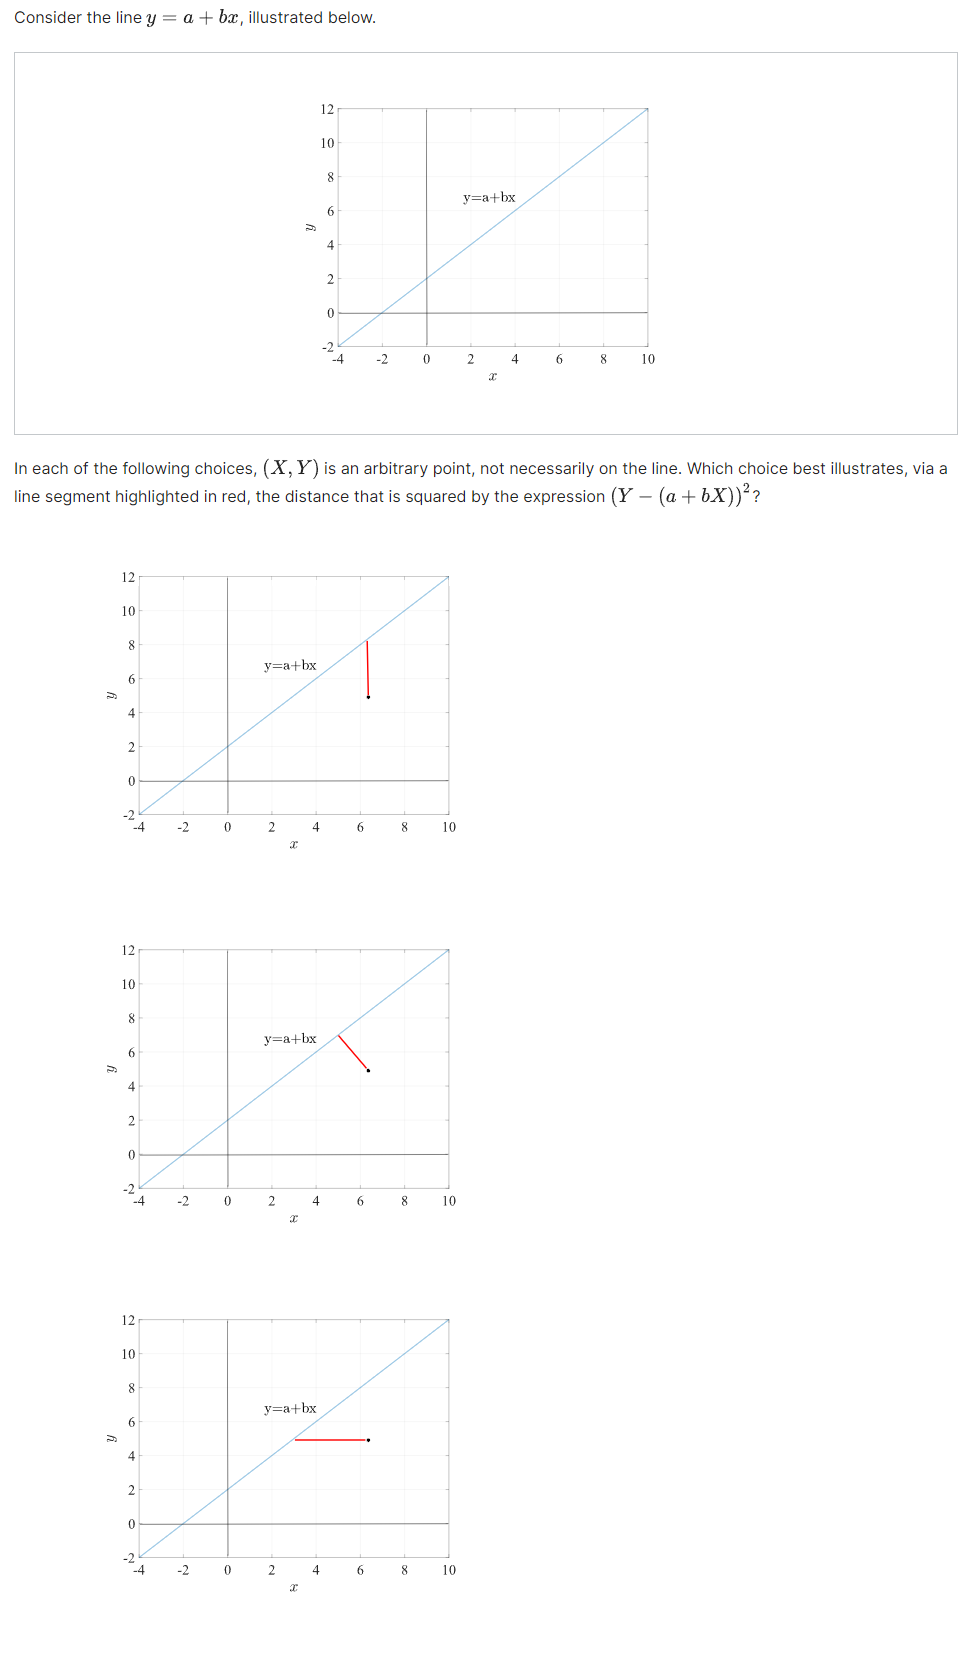 Consider the line y = a + bx, illustrated below.
12
10
8
y=a+bx
6
y
4
2
0
-2
-4 -2 0 2 4 6 8 10
x
In each of the following choices, (X, Y) is an arbitrary point, not necessarily on the line. Which choice best illustrates, via a
line segment highlighted in red, the distance that is squared by the expression (Y − (a + bX))²?
12
10
8
y=a+bx
6
y
4
2
0
-2
-4 -2 0 2 4 6 8 10
x
12
10
8
y=a+bx
6
y
4
2
0
-2
-4 -2 0 2 4 6 8 10
x
12
10
8
y=a+bx
6
y
4
2
0
-2
-4 -2 0 2 4 6 8 10
x